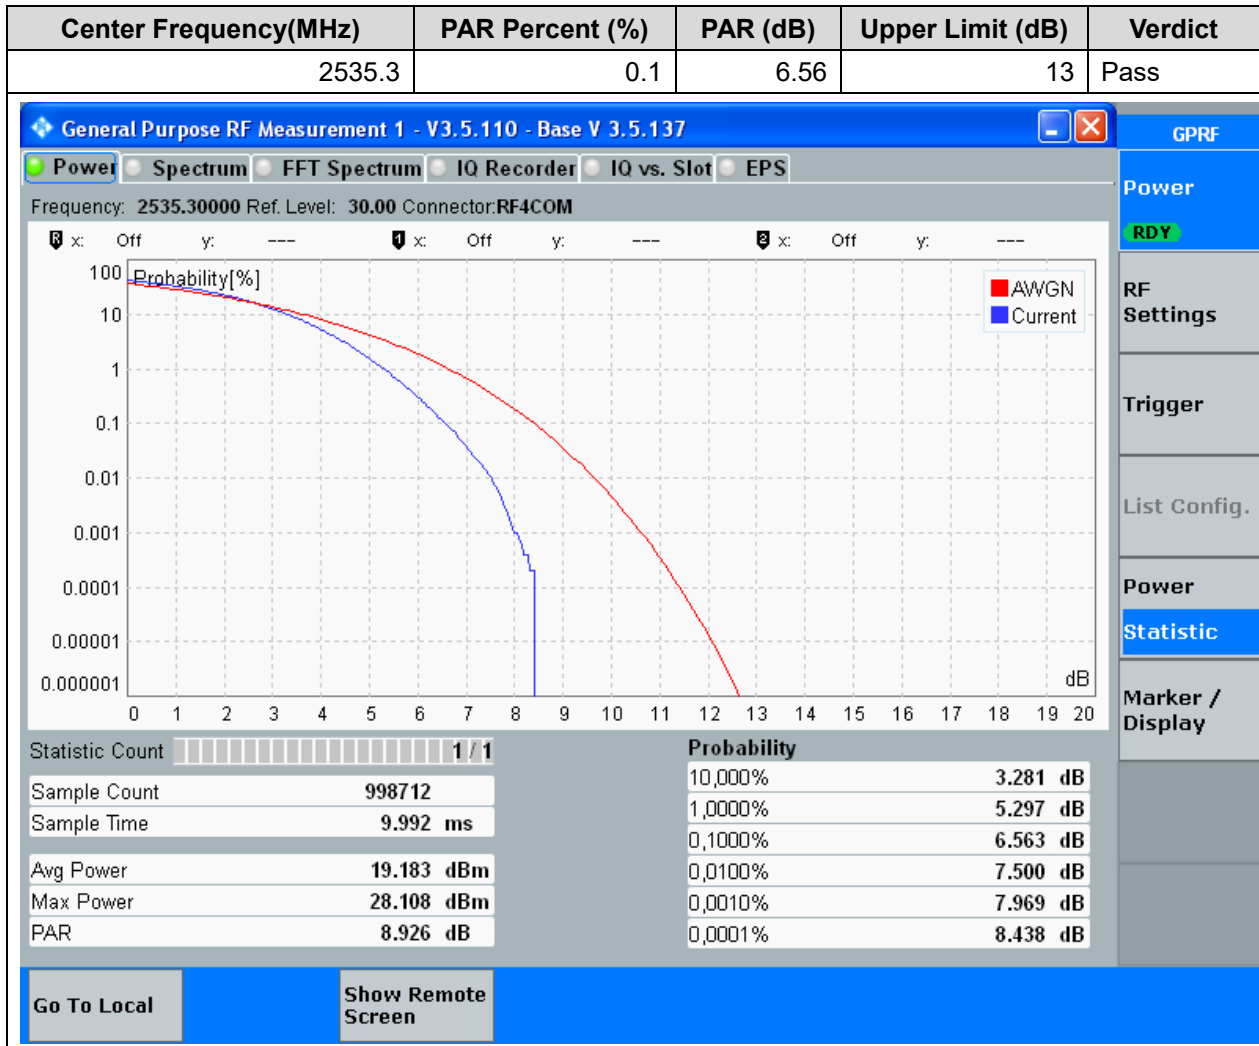 Center Frequency(MHz) PAR Percent (%) PAR (dB) Upper Limit (dB) Verdict
2535.3 0.1 6.56 13 Pass
General Purpose RF Measurement 1 - V3.5.110 - Base V 3.5.137
GPRF
Power Spectrum FFT Spectrum IQ Recorder IQ vs. Slot EPS
Frequency: 2535.30000 Ref. Level: 30.00 Connector:RF4COM
R x: Off y: --- 1 x: Off y: --- 2 x: Off y: ---
Probability[%]
100
10
1
0.1
0.01
0.001
0.0001
0.00001
0.000001
AWGN
Current
dB
0 1 2 3 4 5 6 7 8 9 10 11 12 13 14 15 16 17 18 19 20
Statistic Count 1 / 1
Sample Count 998712
Sample Time 9.992 ms
Avg Power 19.183 dBm
Max Power 28.108 dBm
PAR 8.926 dB
Probability
10,000% 3.281 dB
1,0000% 5.297 dB
0,1000% 6.563 dB
0,0100% 7.500 dB
0,0010% 7.969 dB
0,0001% 8.438 dB
Power
RDY
RF
Settings
Trigger
List Config.
Power
Statistic
Marker /
Display
Go To Local
Show Remote
Screen